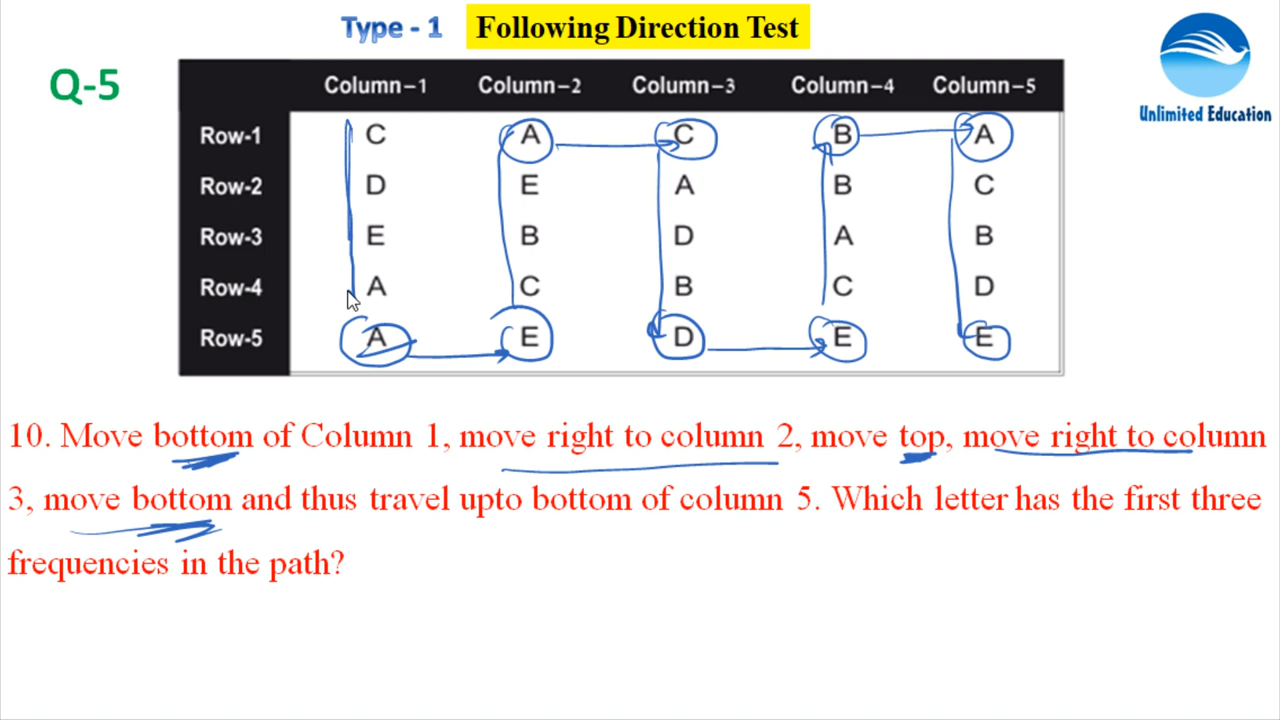 Type - 1 Following Direction Test
Q-5
Unlimited Education
Column–1 Column–2 Column–3 Column–4 Column–5
Row-1 C A C B A
Row-2 D E A B C
Row-3 E B D A B
Row-4 A C B C D
Row-5 A E D E E
10. Move bottom of Column 1, move right to column 2, move top, move right to column
3, move bottom and thus travel upto bottom of column 5. Which letter has the first three
frequencies in the path?